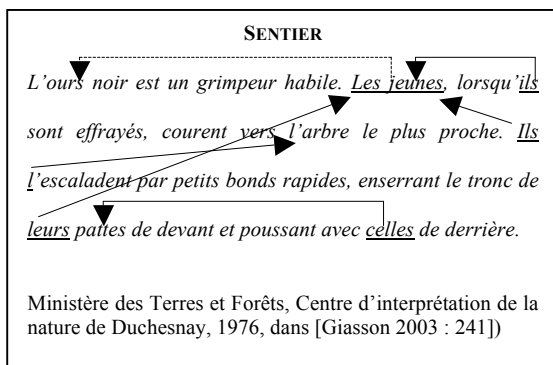 SENTIER
L'ours noir est un grimpeur habile. Les jeunes, lorsqu'ils
sont effrayés, courent vers l'arbre le plus proche. Ils
l'escaladent par petits bonds rapides, enserrant le tronc de
leurs pattes de devant et poussant avec celles de derrière.
Ministère des Terres et Forêts, Centre d'interprétation de la
nature de Duchesnay, 1976, dans [Giasson 2003 : 241])